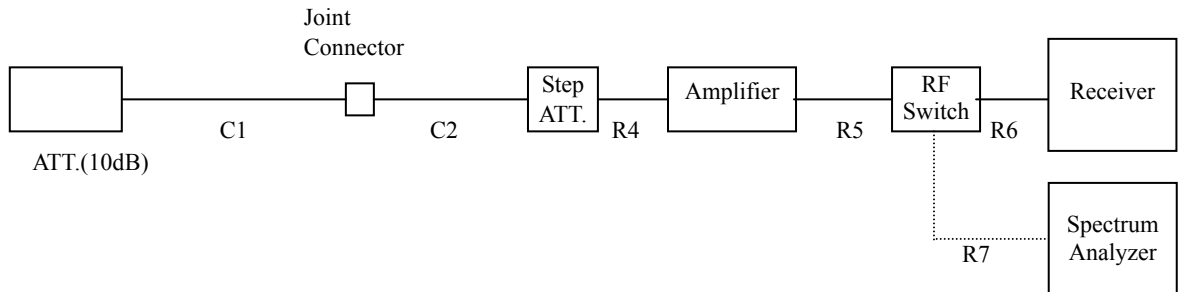 Joint
Connector
Step
ATT.
Amplifier
RF
Switch
Receiver
C1
C2
R4
R5
R6
ATT.(10dB)
Spectrum
Analyzer
R7